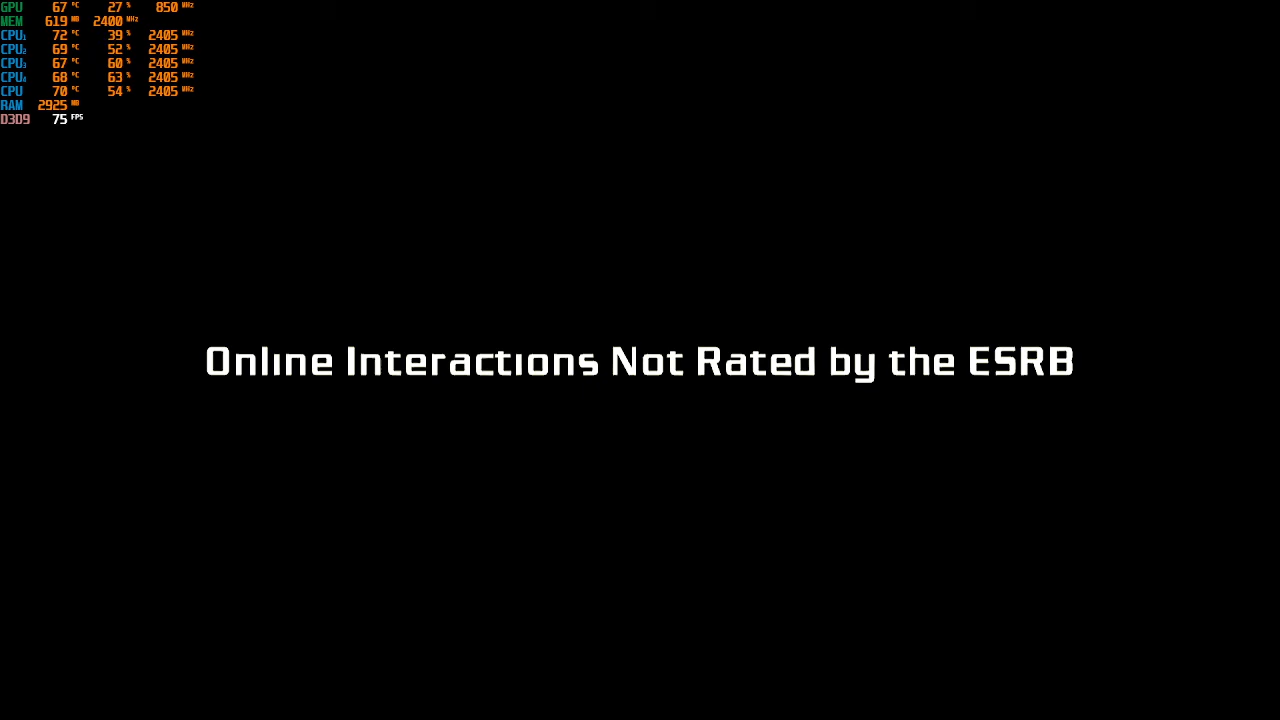 GPU 67 °C 27 % 850 MHz
MEM 619 MB 2400 MHz
CPU1 72 °C 39 % 2405 MHz
CPU2 69 °C 52 % 2405 MHz
CPU3 67 °C 60 % 2405 MHz
CPU4 68 °C 63 % 2405 MHz
CPU 70 °C 54 % 2405 MHz
RAM 2925 MB
D3D9 75 FPS
Online Interactions Not Rated by the ESRB